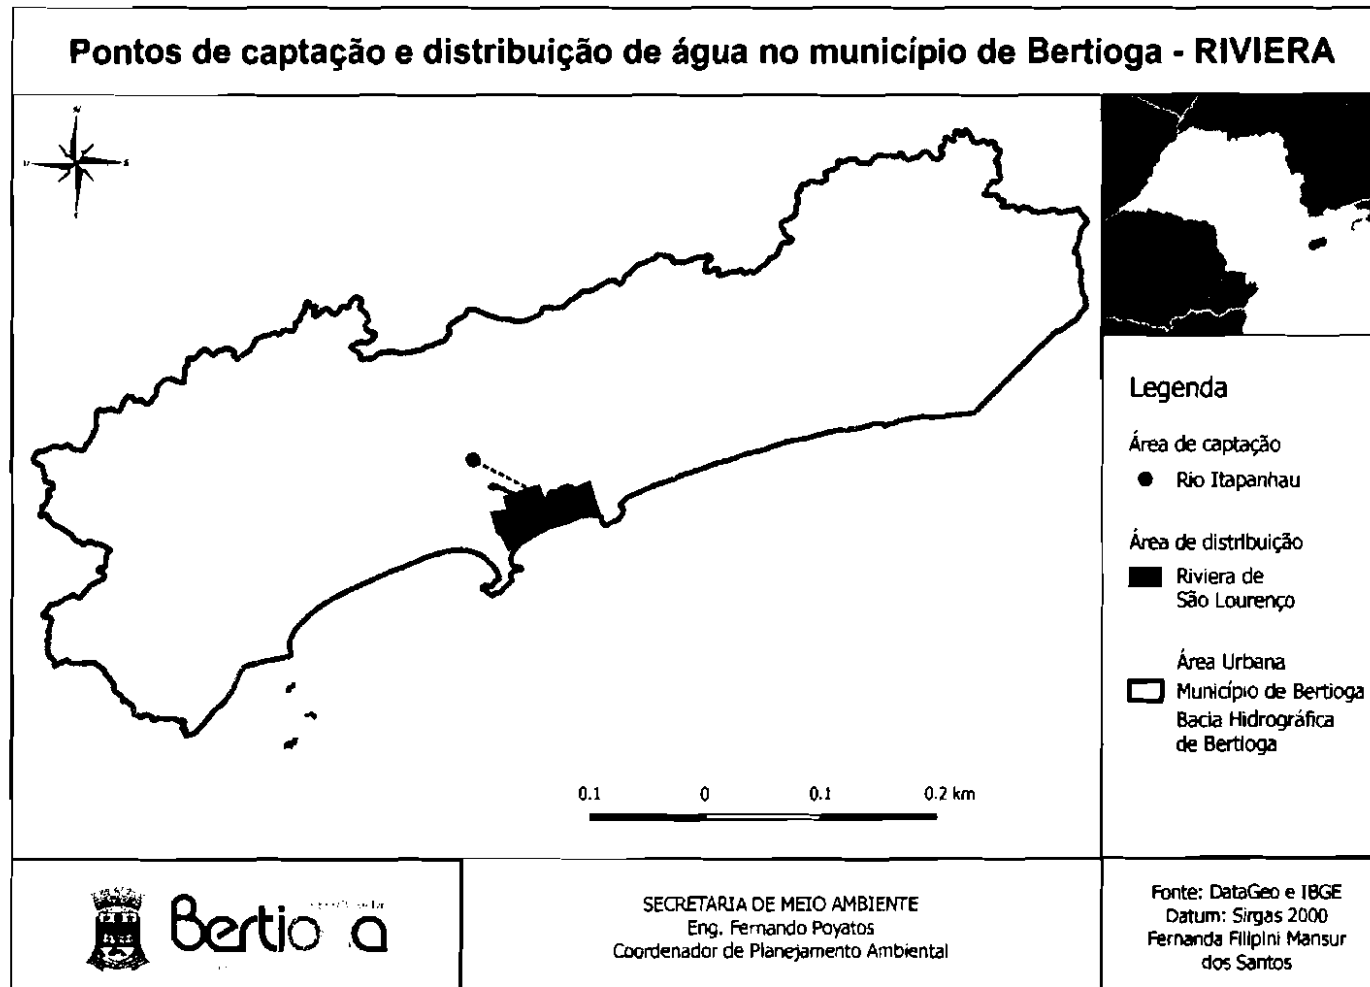 Pontos de captação e distribuição de água no município de Bertioga - RIVIERA
Legenda
Área de captação
Rio Itapanhau
Área de distribuição
Riviera de
São Lourenço
Área Urbana
Município de Bertioga
Bacia Hidrográfica
de Bertioga
0.1 0 0.1 0.2 km
SECRETARIA DE MEIO AMBIENTE
Eng. Fernando Poyatos
Coordenador de Planejamento Ambiental
Fonte: DataGeo e IBGE
Datum: Sirgas 2000
Fernanda Filipini Mansur
dos Santos